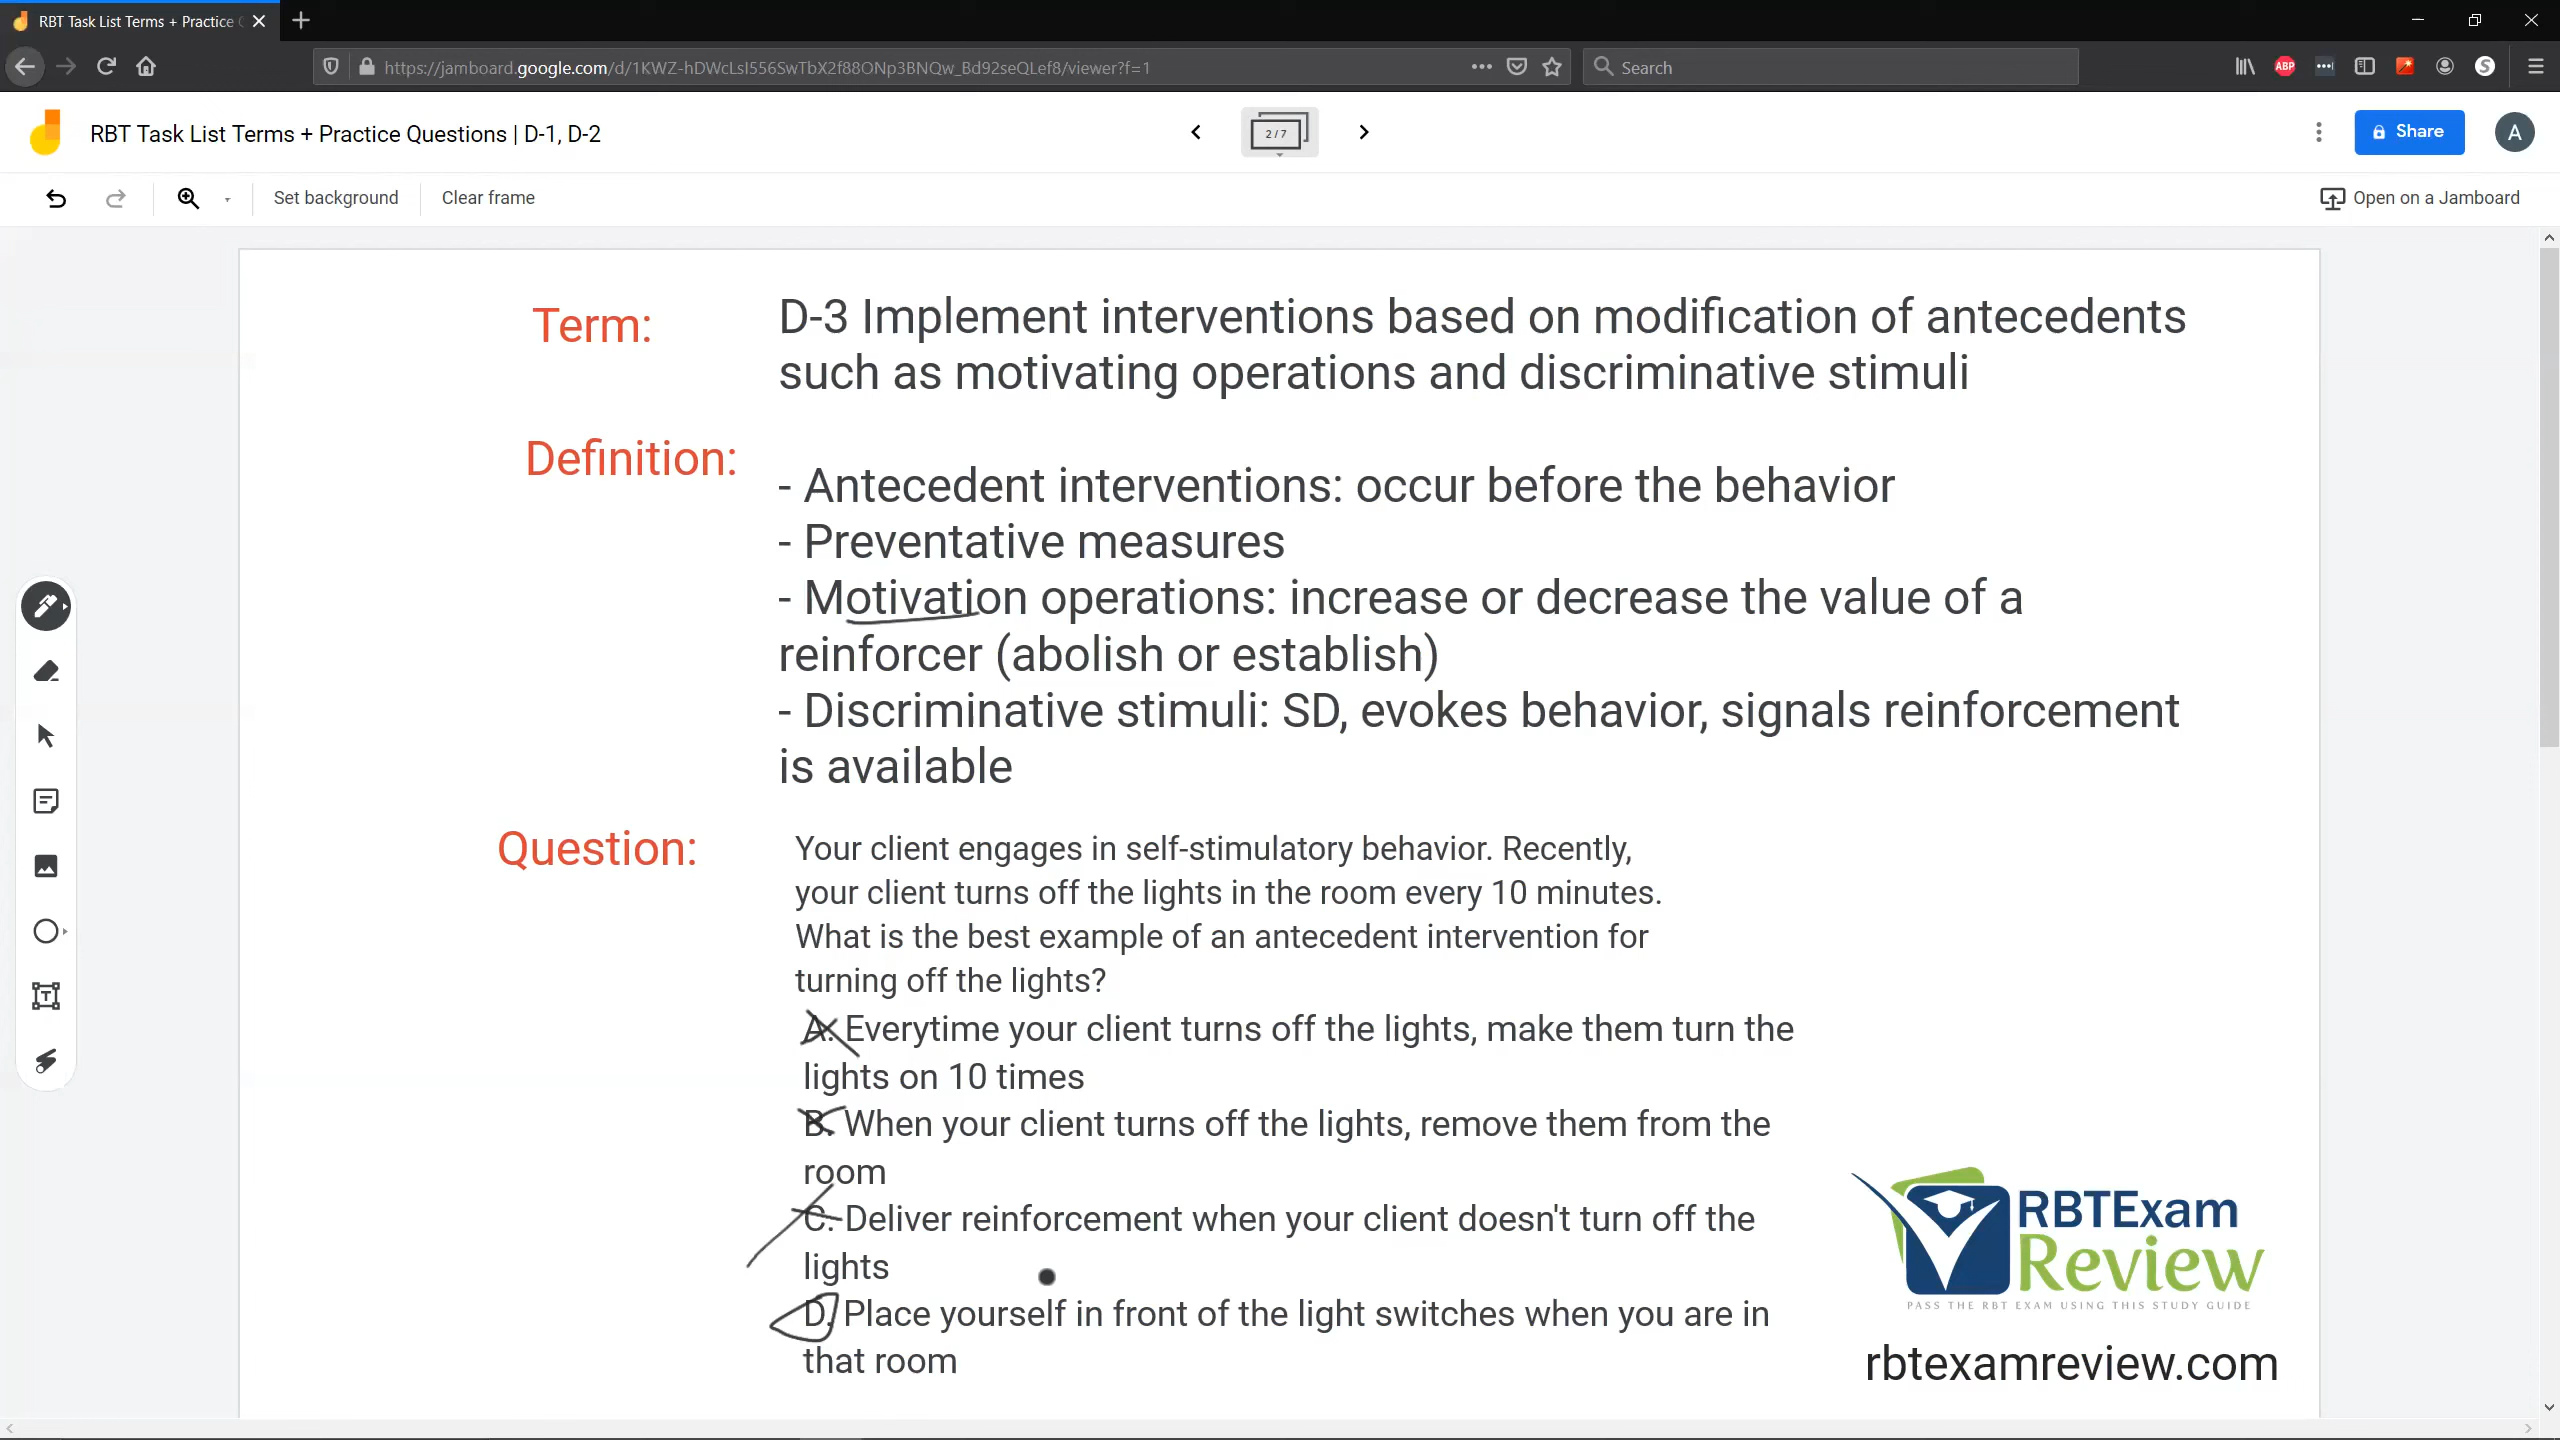 RBT Task List Terms + Practice
https://jamboard.google.com/d/1KWZ-hDWcLsI556SwTbX2f88ONp3BNQw_Bd92seQLef8/viewer?f=1
Search
ABP
S
RBT Task List Terms + Practice Questions | D-1, D-2
2 / 7
Share
A
Set background
Clear frame
Open on a Jamboard
Term:
D-3 Implement interventions based on modification of antecedents
such as motivating operations and discriminative stimuli
Definition:
- Antecedent interventions: occur before the behavior
- Preventative measures
- Motivation operations: increase or decrease the value of a
reinforcer (abolish or establish)
- Discriminative stimuli: SD, evokes behavior, signals reinforcement
is available
Question:
Your client engages in self-stimulatory behavior. Recently,
your client turns off the lights in the room every 10 minutes.
What is the best example of an antecedent intervention for
turning off the lights?
A. Everytime your client turns off the lights, make them turn the
lights on 10 times
B. When your client turns off the lights, remove them from the
room
C. Deliver reinforcement when your client doesn't turn off the
lights
D. Place yourself in front of the light switches when you are in
that room
RBTExam
Review
PASS THE RBT EXAM USING THIS STUDY GUIDE
rbtexamreview.com